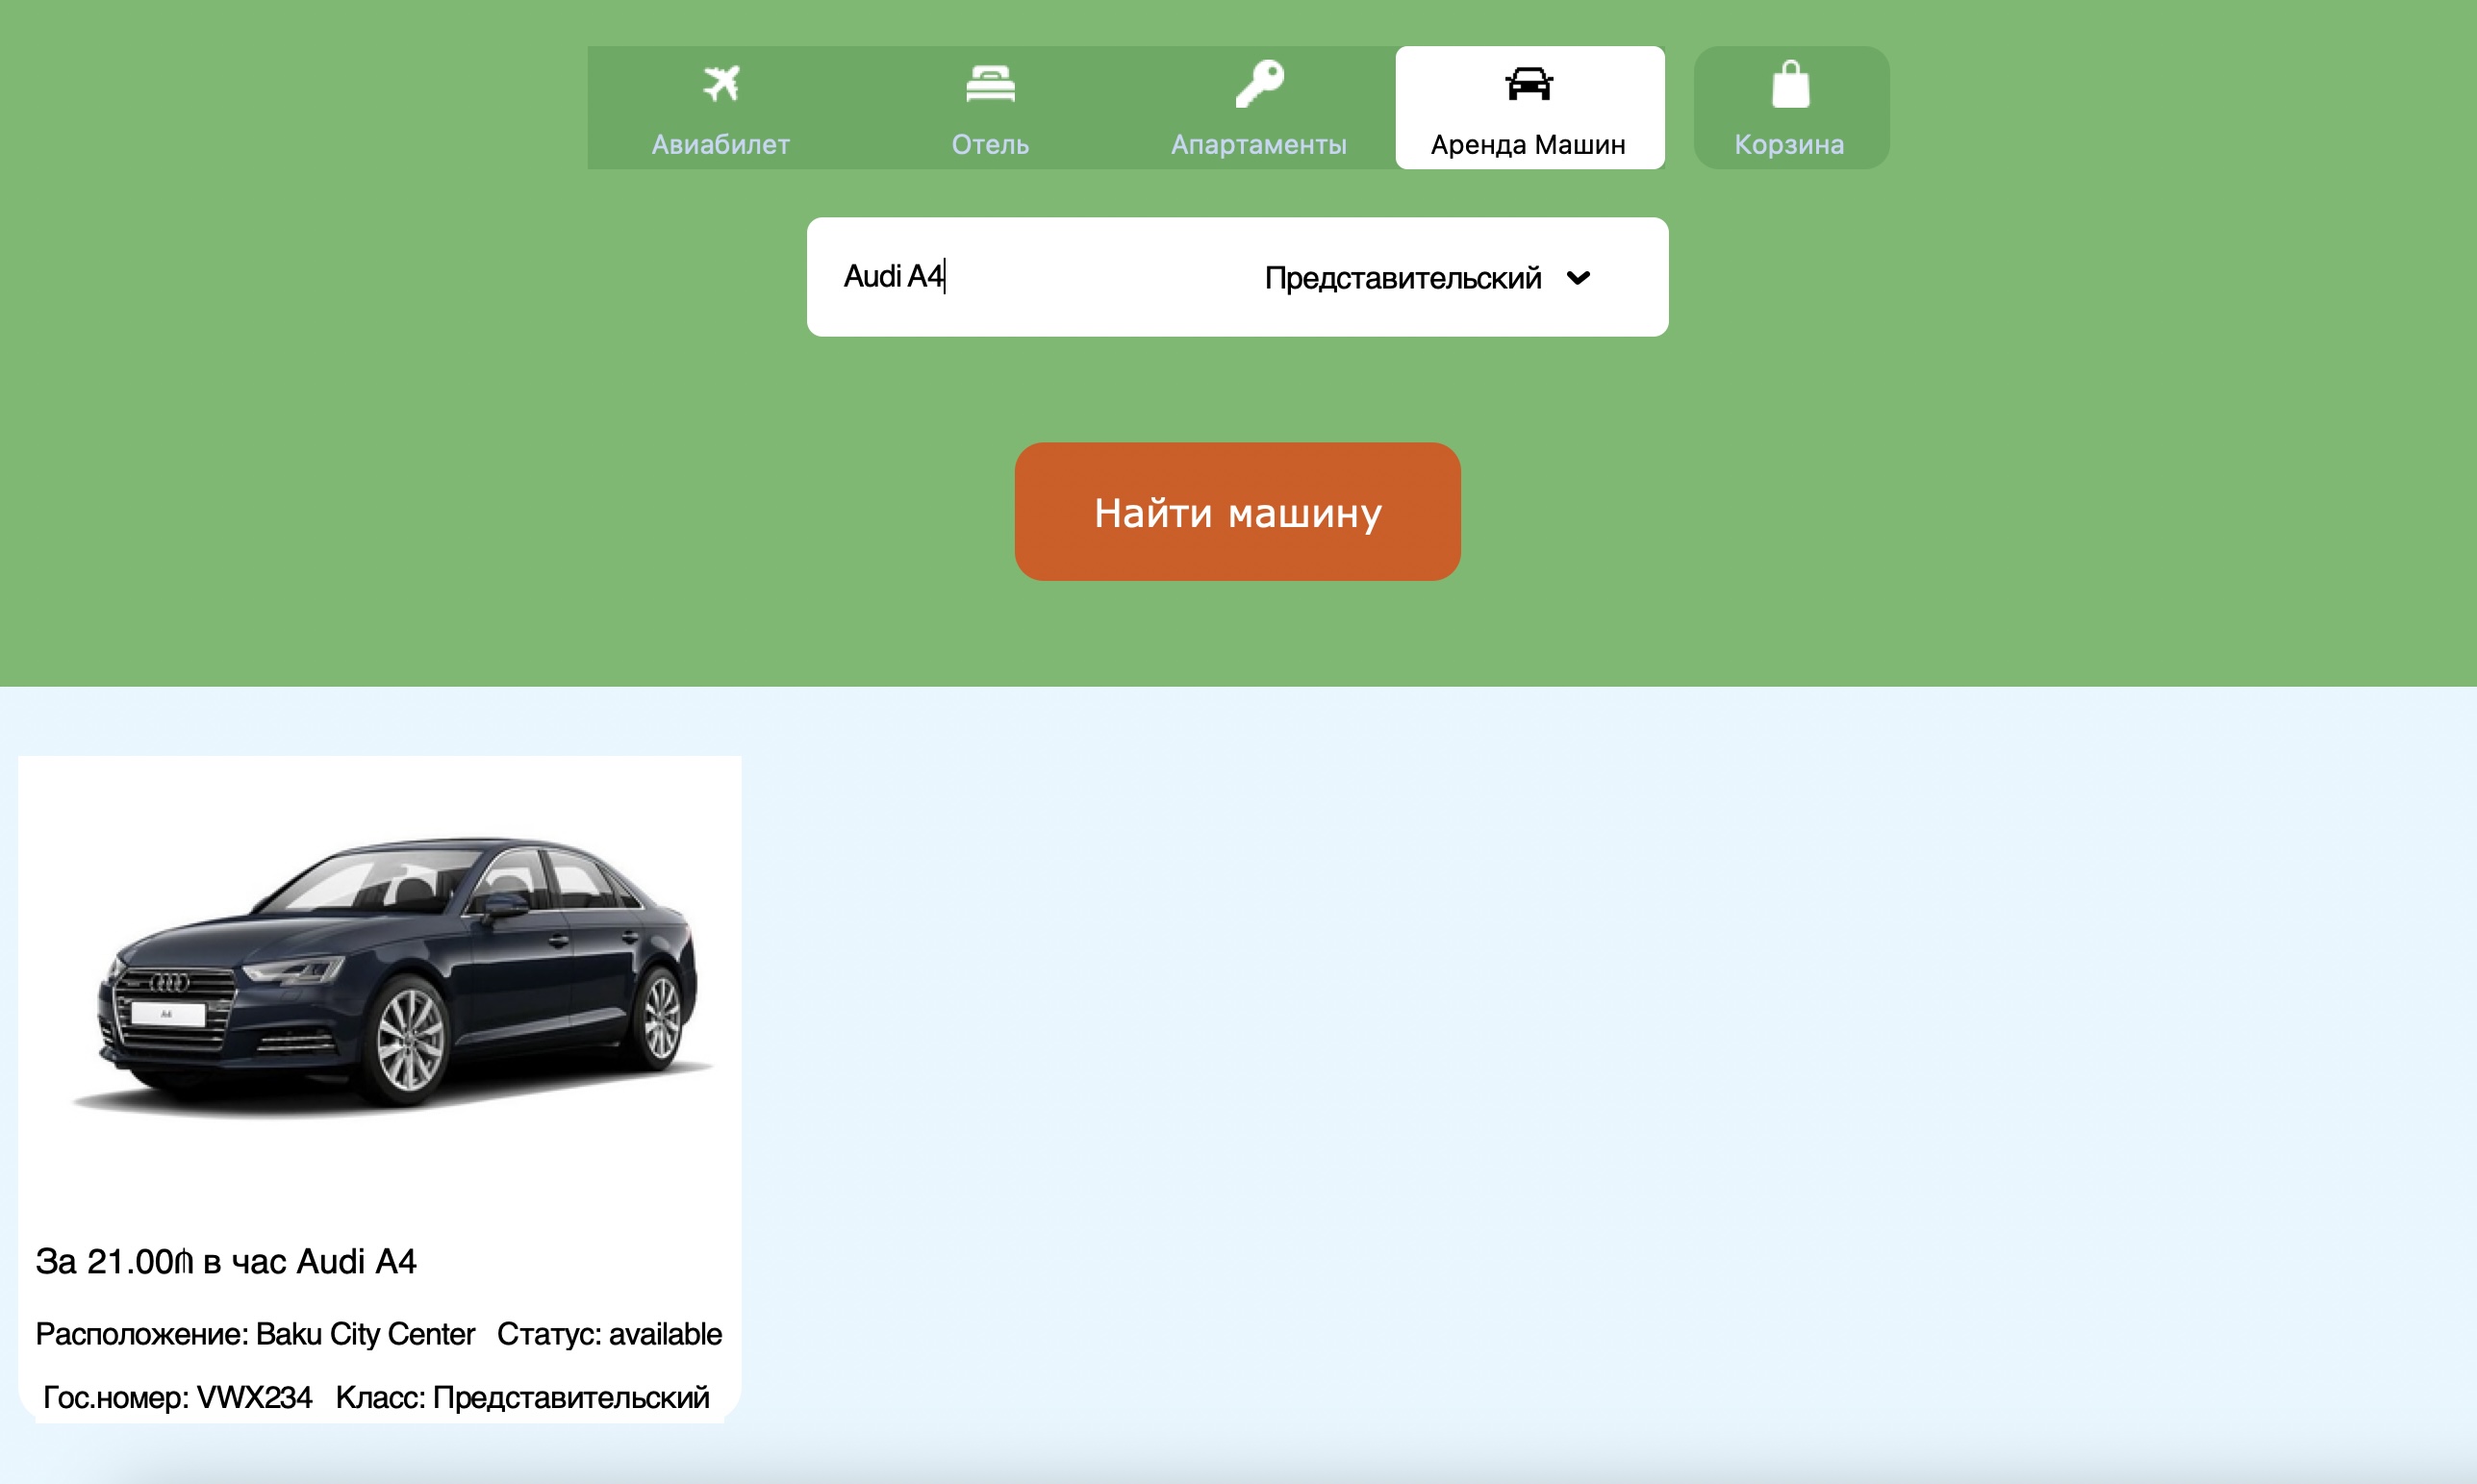 Авиабилет
Отель
Апартаменты
Аренда Машин
Корзина
Audi A4
Представительский
Найти машину
A4
За 21.00₼ в час Audi A4
Расположение: Baku City Center Статус: available
Гос.номер: VWX234 Класс: Представительский